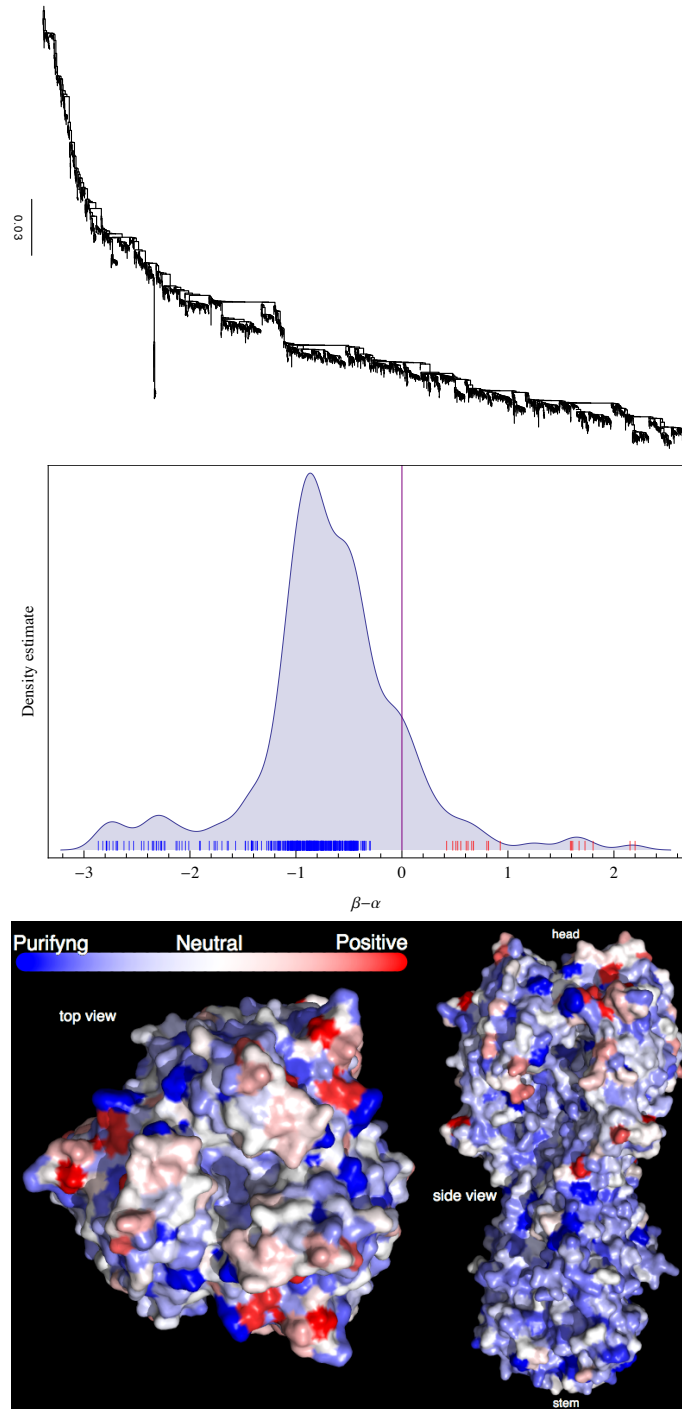 0.03
Density estimate
−3 −2 −1 0 1 2
β−α
Purifyng Neutral Positive
head
top view
side view
stem